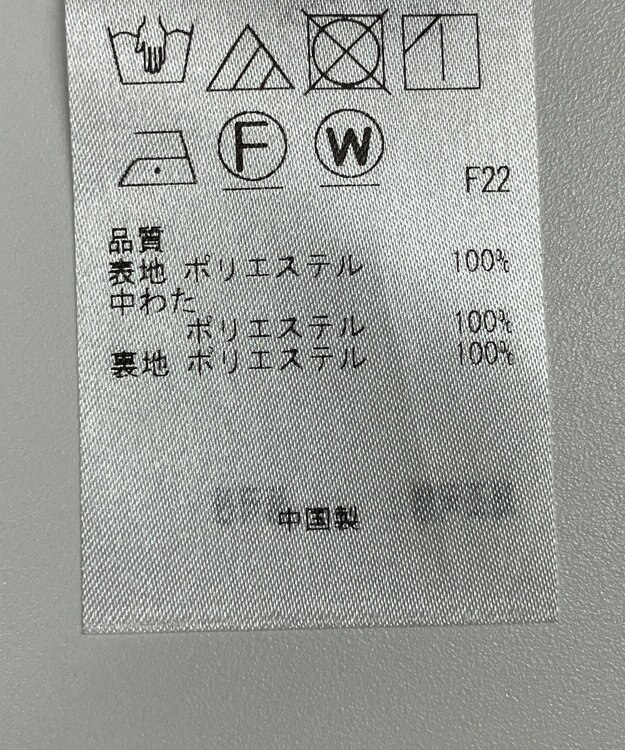 F W
F22
品質
表地 ポリエステル 100%
中わた
ポリエステル 100%
裏地 ポリエステル 100%
中国製